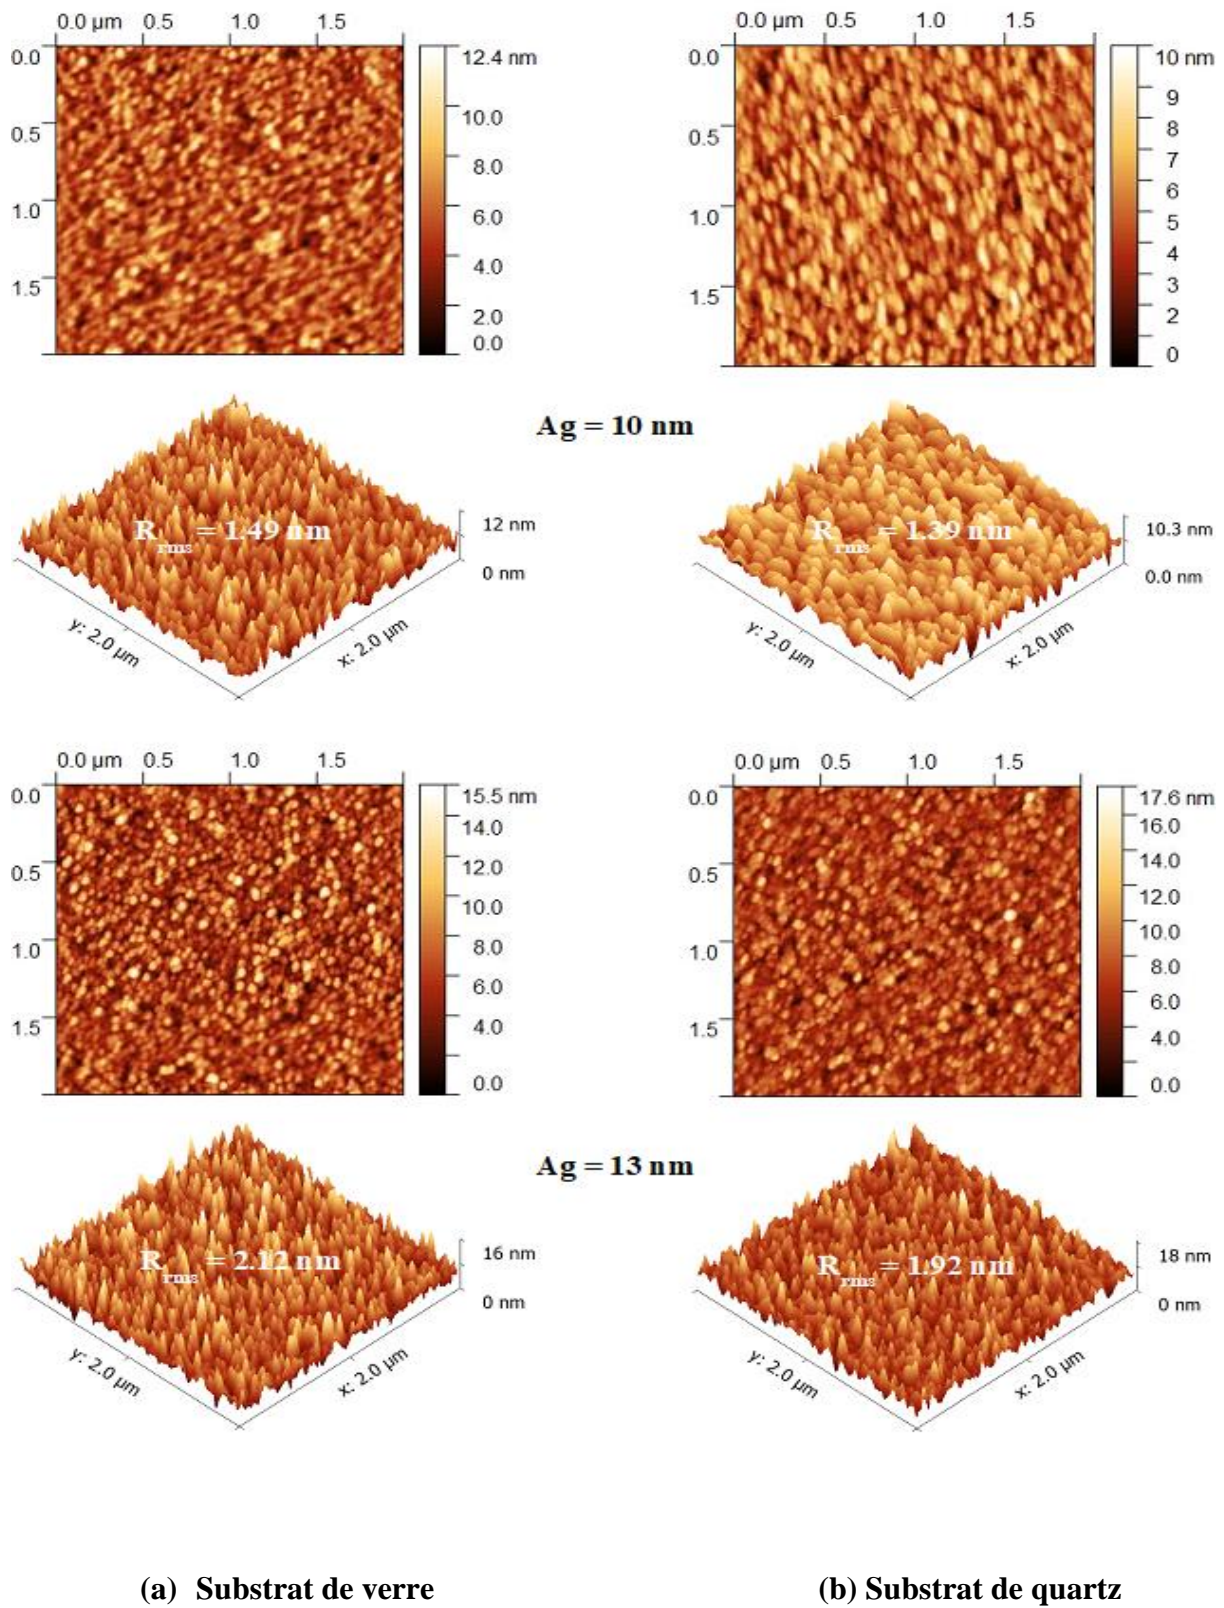 0.0 µm 0.5 1.0 1.5
0.0
0.5
1.0
1.5
12.4 nm
10.0
8.0
6.0
4.0
2.0
0.0
0.0 µm 0.5 1.0 1.5
0.0
0.5
1.0
1.5
10 nm
9
8
7
6
5
4
3
2
0
Ag = 10 nm
Rrms = 1.49 nm
12 nm
0 nm
y: 2.0 µm
x: 2.0 µm
Rrms = 1.39 nm
10.3 nm
0.0 nm
y: 2.0 µm
x: 2.0 µm
0.0 µm 0.5 1.0 1.5
0.0
0.5
1.0
1.5
15.5 nm
14.0
12.0
10.0
8.0
6.0
4.0
0.0
0.0 µm 0.5 1.0 1.5
0.0
0.5
1.0
1.5
17.6 nm
16.0
14.0
12.0
10.0
8.0
6.0
4.0
0.0
Ag = 13 nm
Rrms = 2.12 nm
16 nm
0 nm
y: 2.0 µm
x: 2.0 µm
Rrms = 1.92 nm
18 nm
0 nm
y: 2.0 µm
x: 2.0 µm
(a) Substrat de verre
(b) Substrat de quartz